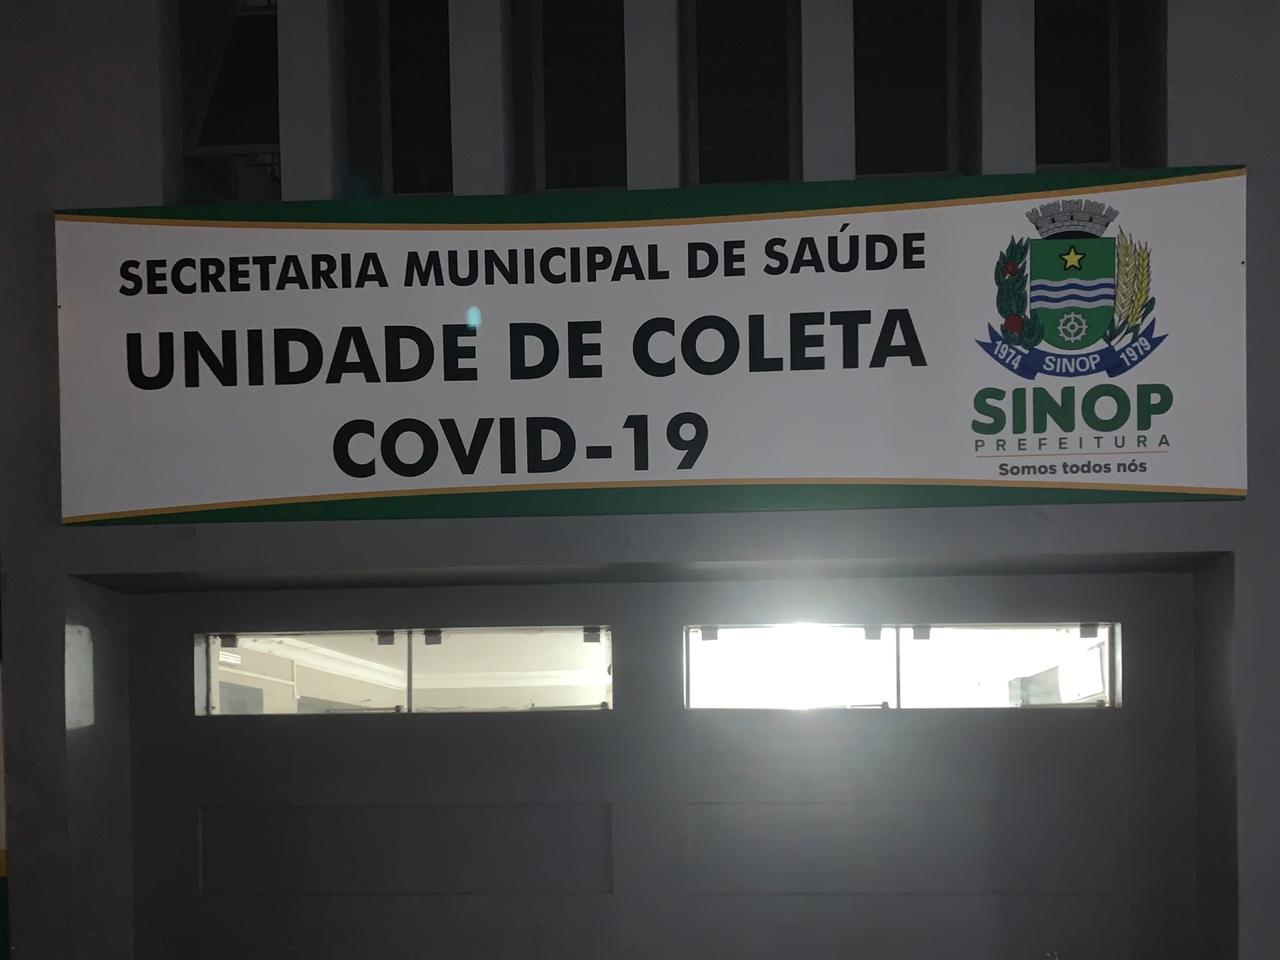 SECRETARIA MUNICIPAL DE SAÚDE
UNIDADE DE COLETA
COVID-19
1974 SINOP 1979
SINOP
PREFEITURA
Somos todos nós